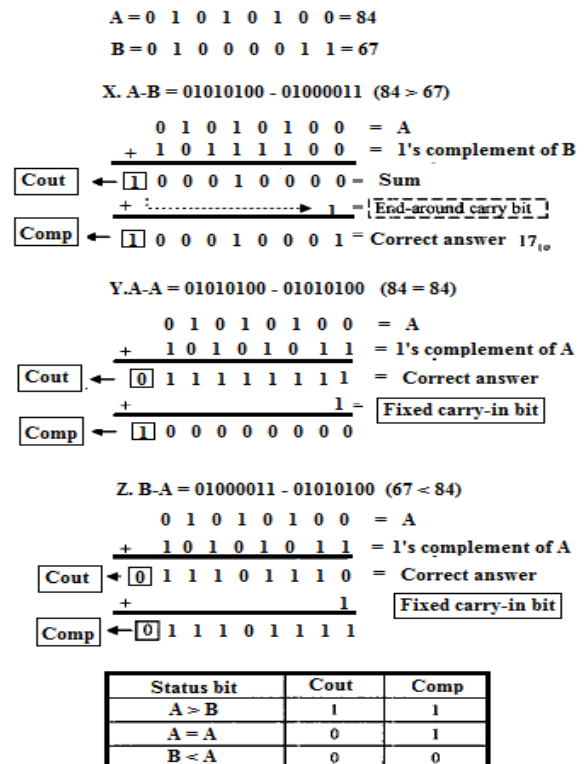 A = 0 1 0 1 0 1 0 0 = 84
B = 0 1 0 0 0 0 1 1 = 67
X. A-B = 01010100 - 01000011 (84 > 67)
0 1 0 1 0 1 0 0 = A
+ 1 0 1 1 1 1 0 0 = 1's complement of B
Cout 1 0 0 0 1 0 0 0 0 = Sum
+ 1 = End-around carry bit
Comp 1 0 0 0 1 0 0 0 1 = Correct answer 17₁₀
Y.A-A = 01010100 - 01010100 (84 = 84)
0 1 0 1 0 1 0 0 = A
+ 1 0 1 0 1 0 1 1 = 1's complement of A
Cout 0 1 1 1 1 1 1 1 1 = Correct answer
+ 1 = Fixed carry-in bit
Comp 1 0 0 0 0 0 0 0 0
Z. B-A = 01000011 - 01010100 (67 < 84)
0 1 0 1 0 1 0 0 = A
+ 1 0 1 0 1 0 1 1 = 1's complement of A
Cout 0 1 1 1 0 1 1 1 0 = Correct answer
+ 1 Fixed carry-in bit
Comp 0 1 1 1 0 1 1 1 1
Status bit Cout Comp
A > B 1 1
A = A 0 1
B < A 0 0